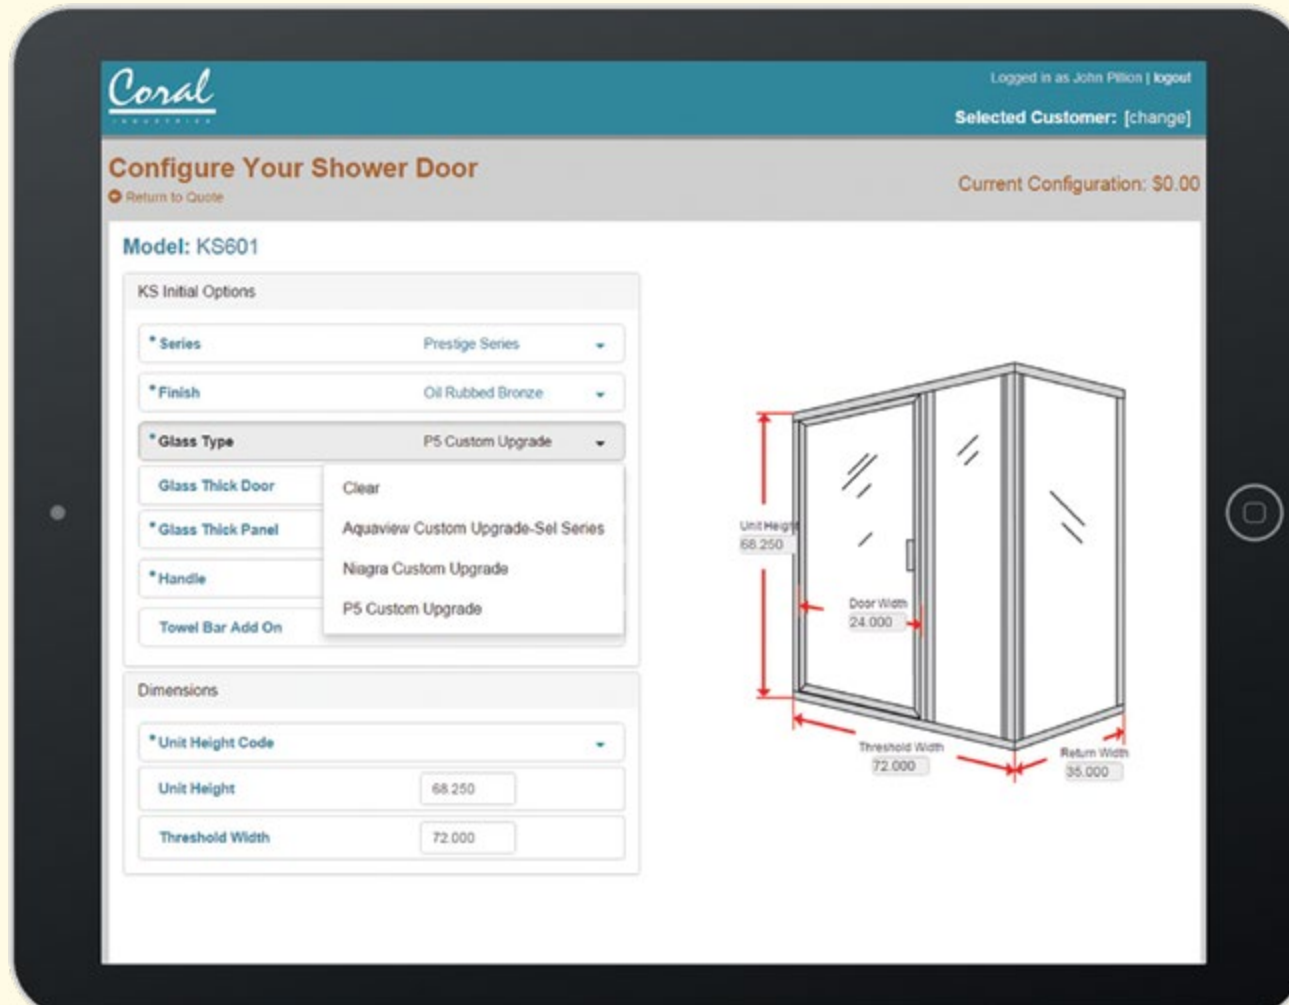 Coral
INDUSTRIES
Logged in as John Pillion | logout
Selected Customer: [change]
Configure Your Shower Door
Return to Quote
Current Configuration: $0.00
Model: KS601
KS Initial Options
* Series Prestige Series
* Finish Oil Rubbed Bronze
* Glass Type P5 Custom Upgrade
Glass Thick Door
Clear
Aquaview Custom Upgrade-Sel Series
Niagra Custom Upgrade
P5 Custom Upgrade
* Glass Thick Panel
* Handle
Towel Bar Add On
Dimensions
* Unit Height Code
Unit Height 68.250
Threshold Width 72.000
Unit Height
68.250
Door Width
24.000
Threshold Width
72.000
Return Width
35.000